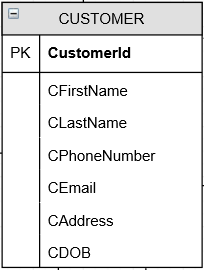 CUSTOMER
PK CustomerId
CFirstName
CLastName
CPhoneNumber
CEmail
CAddress
CDOB